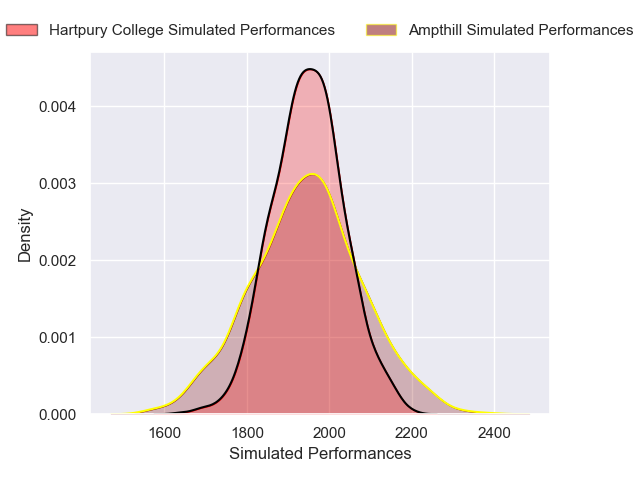 Hartpury College Simulated Performances Ampthill Simulated Performances
0.004
0.003
0.002
0.001
0.000
Density
1600 1800 2000 2200 2400
Simulated Performances